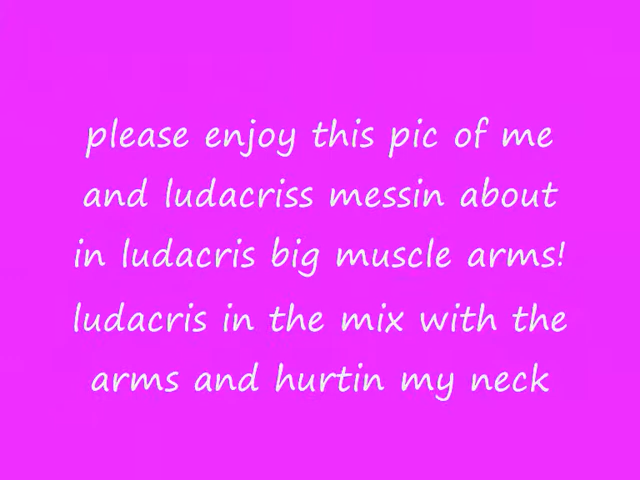 please enjoy this pic of me
and ludacriss messin about
in ludacris big muscle arms!
ludacris in the mix with the
arms and hurtin my neck